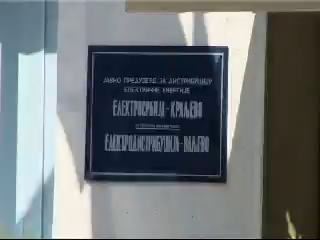 ЈАВНО ПРЕДУЗЕЋЕ ЗА ДИСТРИБУЦИЈУ
ЕЛЕКТРИЧНЕ ЕНЕРГИЈЕ
ЕЛЕКТРОСРБИЈА-КРАЉЕВО
ЕЛЕКТРОДИСТРИБУЦИЈА-ВАЉЕВО